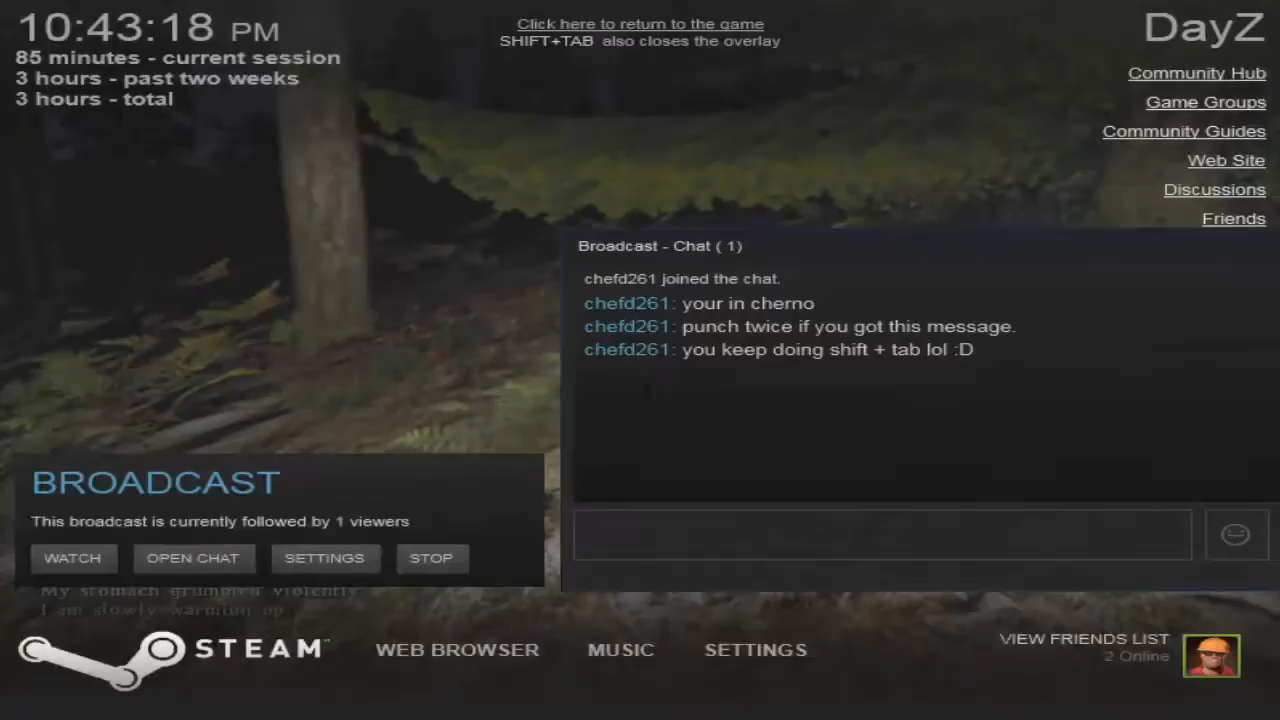 10:43:18 PM
85 minutes - current session
3 hours - past two weeks
3 hours - total
Click here to return to the game
SHIFT+TAB also closes the overlay
DayZ
Community Hub
Game Groups
Community Guides
Web Site
Discussions
Friends
Broadcast - Chat ( 1)
chefd261 joined the chat.
chefd261: your in cherno
chefd261: punch twice if you got this message.
chefd261: you keep doing shift + tab lol :D
BROADCAST
This broadcast is currently followed by 1 viewers
WATCH OPEN CHAT SETTINGS STOP
My stomach grumbled violently
I am slowly warming up
STEAM™ WEB BROWSER MUSIC SETTINGS
VIEW FRIENDS LIST
2 Online